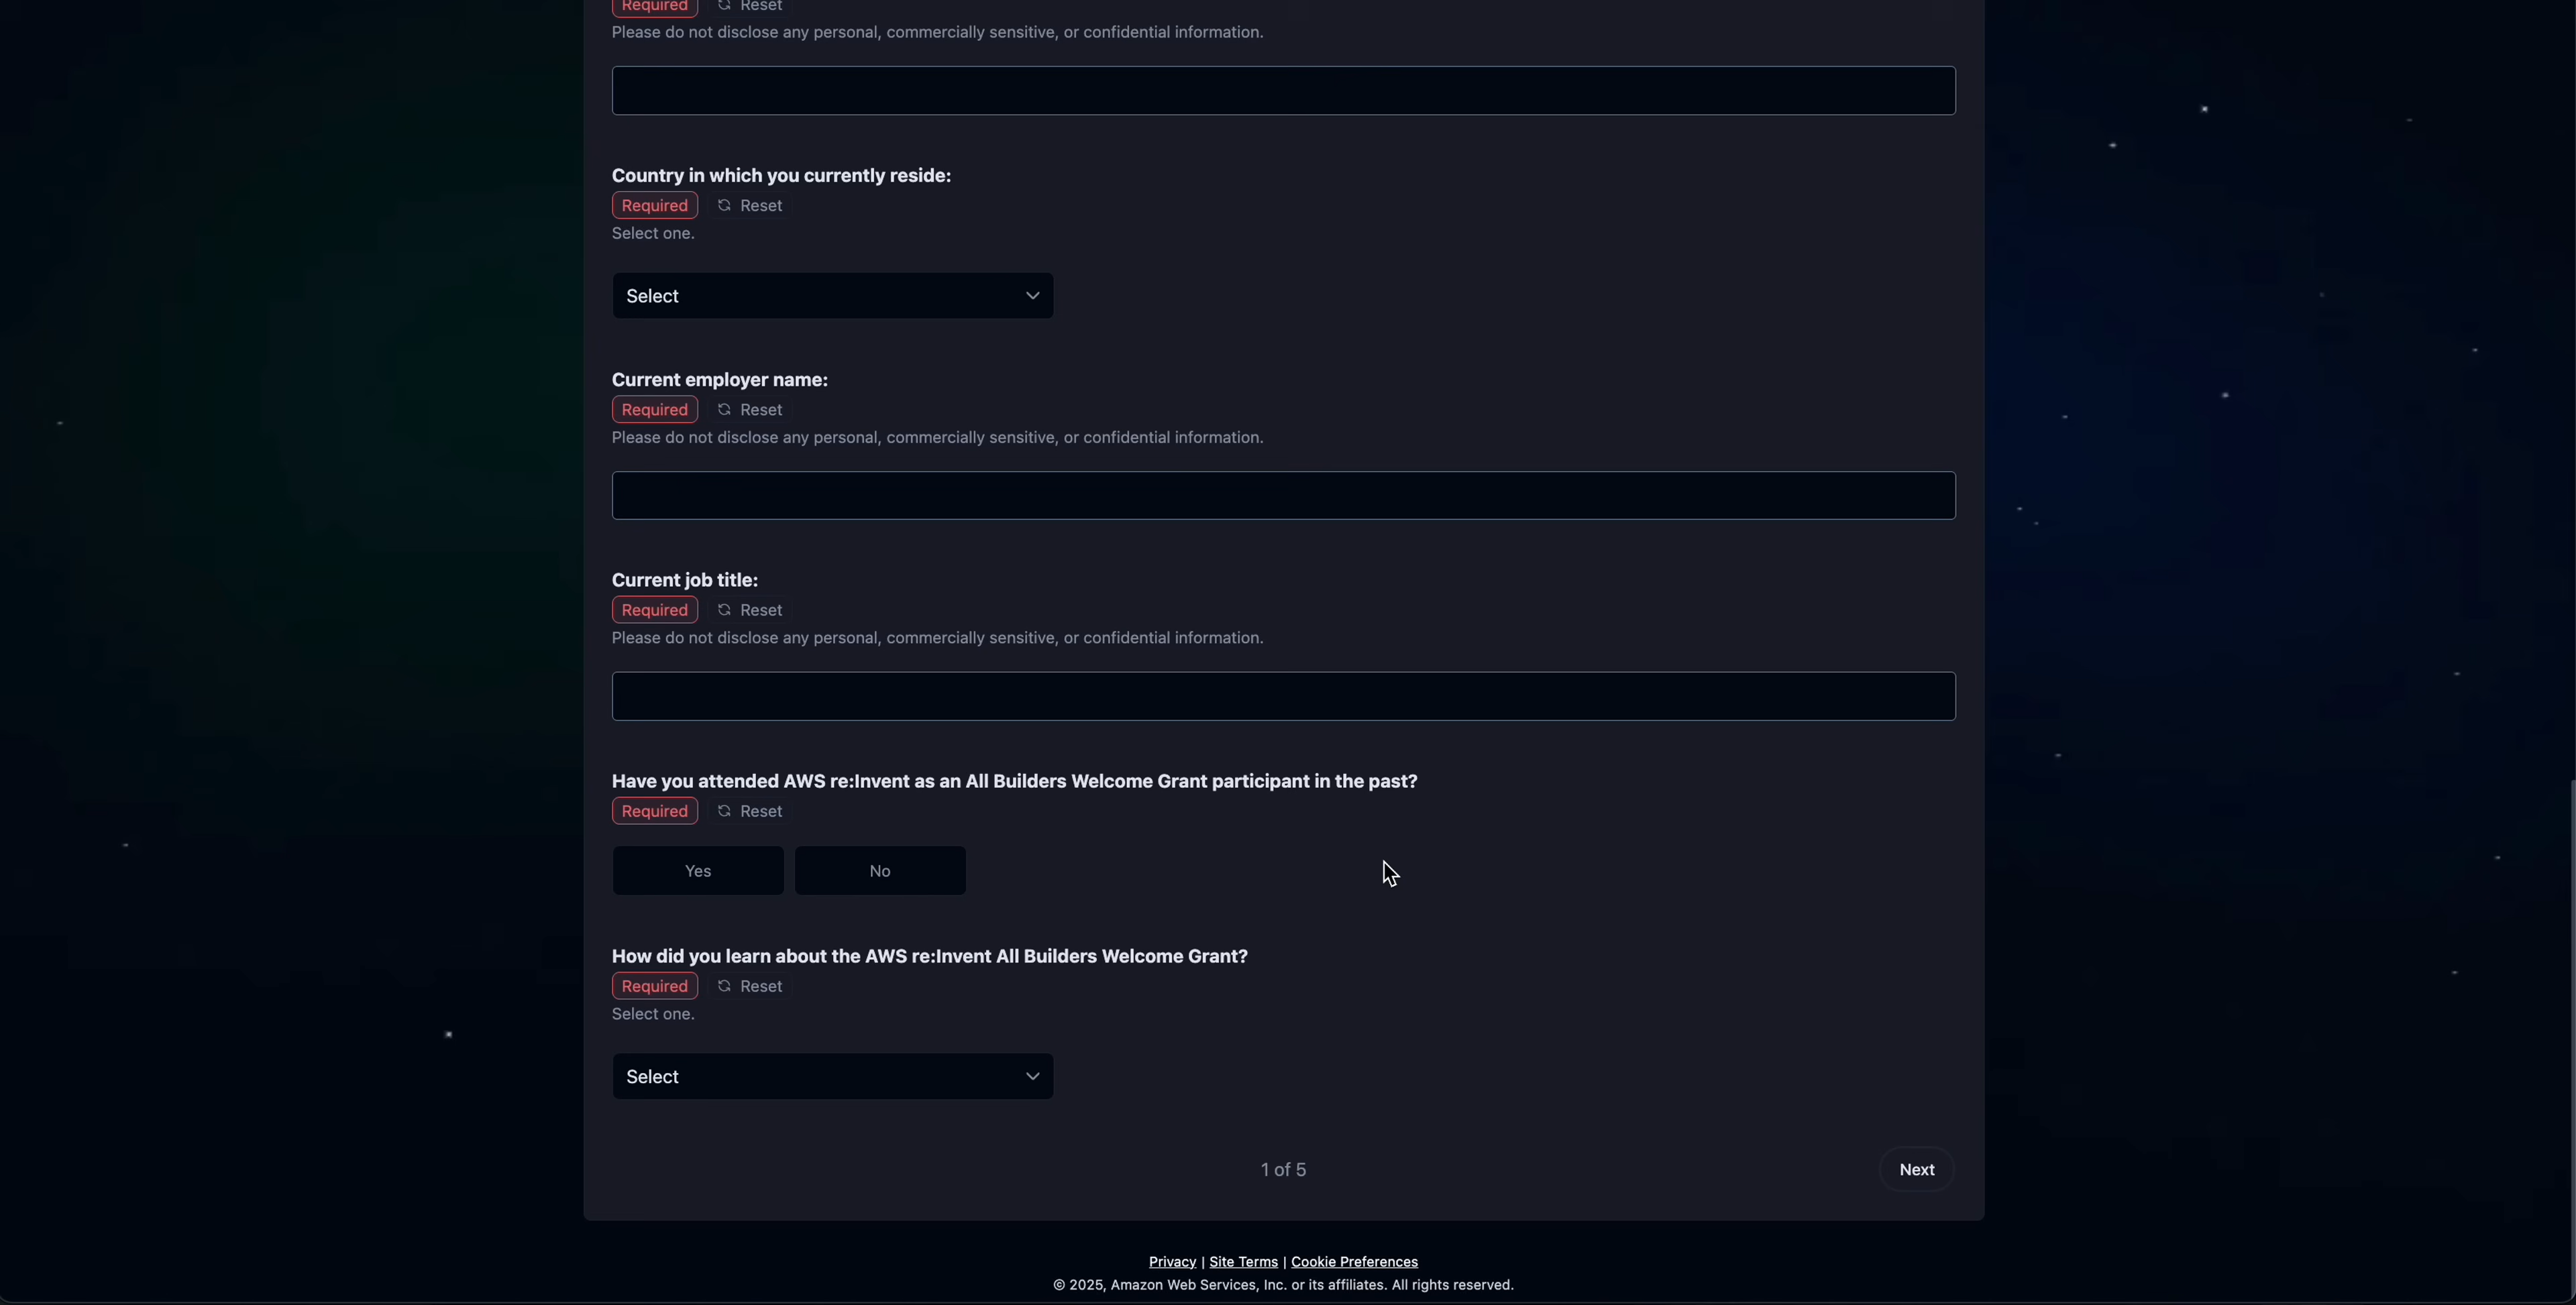 Required Reset
Please do not disclose any personal, commercially sensitive, or confidential information.
Country in which you currently reside:
Required Reset
Select one.
Select
Current employer name:
Required Reset
Please do not disclose any personal, commercially sensitive, or confidential information.
Current job title:
Required Reset
Please do not disclose any personal, commercially sensitive, or confidential information.
Have you attended AWS re:Invent as an All Builders Welcome Grant participant in the past?
Required Reset
Yes No
How did you learn about the AWS re:Invent All Builders Welcome Grant?
Required Reset
Select one.
Select
1 of 5 Next
Privacy | Site Terms | Cookie Preferences
© 2025, Amazon Web Services, Inc. or its affiliates. All rights reserved.